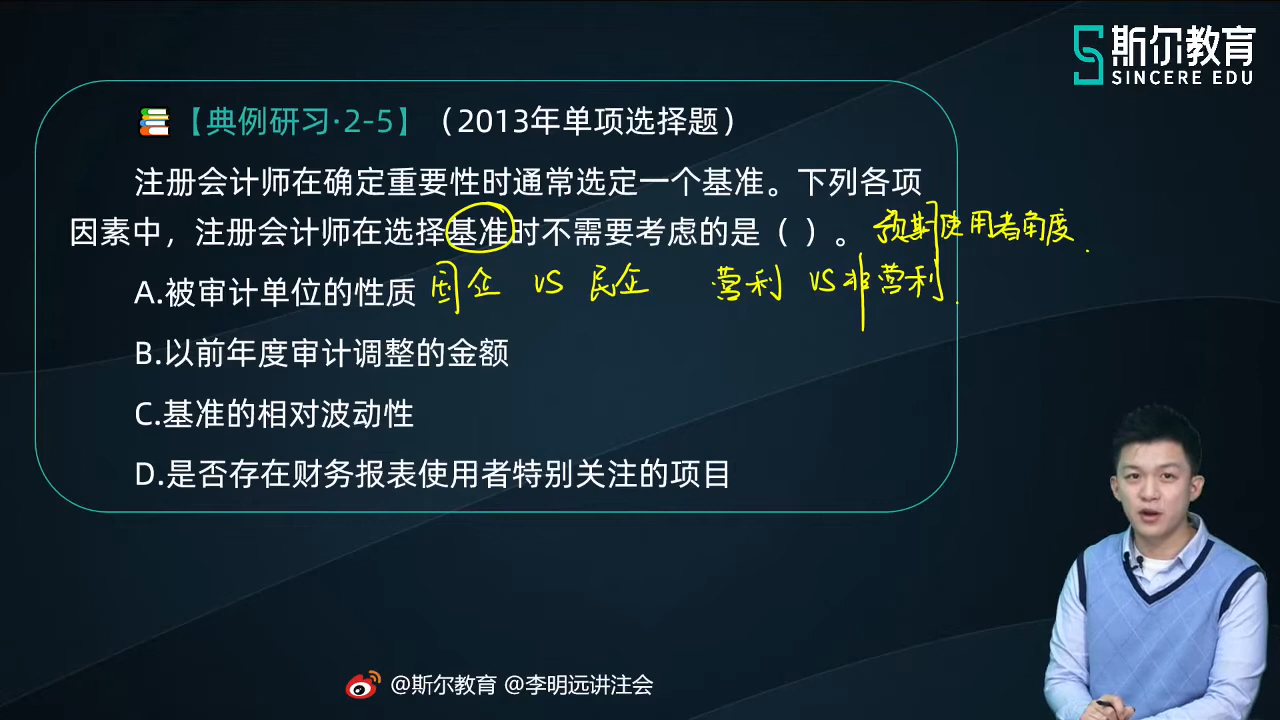 斯尔教育
SINCERE EDU
【典例研习·2-5】（2013年单项选择题）
注册会计师在确定重要性时通常选定一个基准。下列各项
因素中，注册会计师在选择基准时不需要考虑的是（ ）。 预期使用者角度.
A.被审计单位的性质 国企 VS 民企 营利 VS 非营利.
B.以前年度审计调整的金额
C.基准的相对波动性
D.是否存在财务报表使用者特别关注的项目
@斯尔教育 @李明远讲注会